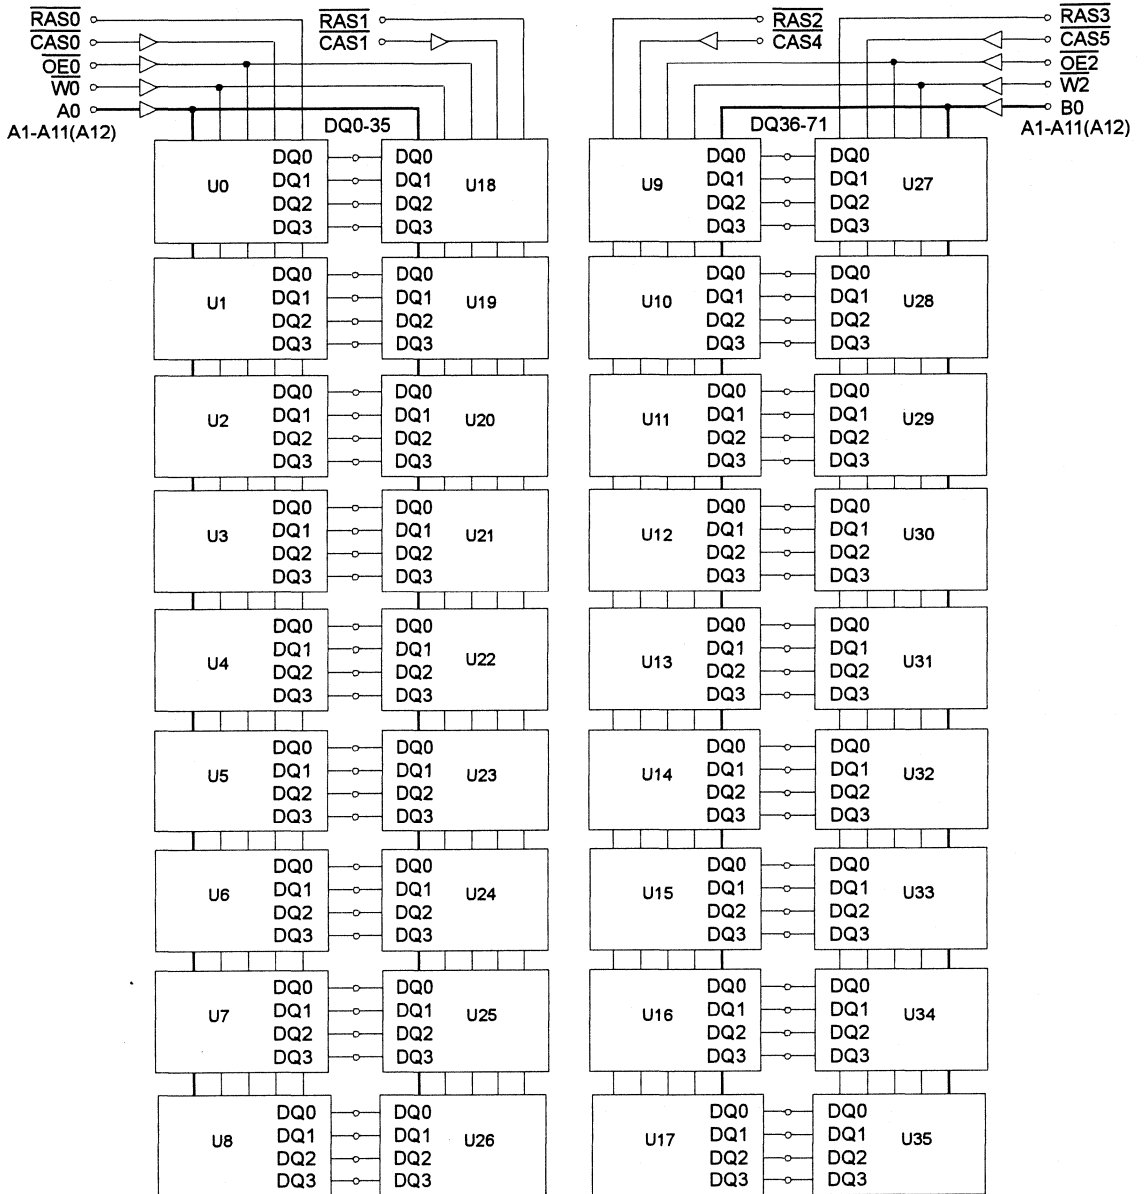 RAS0 RAS1 RAS2 RAS3
CAS0 CAS1 CAS4 CAS5
OE0 OE2
W0 W2
A0 B0
A1-A11(A12) DQ0-35 DQ36-71 A1-A11(A12)
DQ0 DQ0 DQ0 DQ0
U0 DQ1 DQ1 U18 U9 DQ1 DQ1 U27
DQ2 DQ2 DQ2 DQ2
DQ3 DQ3 DQ3 DQ3
DQ0 DQ0 DQ0 DQ0
U1 DQ1 DQ1 U19 U10 DQ1 DQ1 U28
DQ2 DQ2 DQ2 DQ2
DQ3 DQ3 DQ3 DQ3
DQ0 DQ0 DQ0 DQ0
U2 DQ1 DQ1 U20 U11 DQ1 DQ1 U29
DQ2 DQ2 DQ2 DQ2
DQ3 DQ3 DQ3 DQ3
DQ0 DQ0 DQ0 DQ0
U3 DQ1 DQ1 U21 U12 DQ1 DQ1 U30
DQ2 DQ2 DQ2 DQ2
DQ3 DQ3 DQ3 DQ3
DQ0 DQ0 DQ0 DQ0
U4 DQ1 DQ1 U22 U13 DQ1 DQ1 U31
DQ2 DQ2 DQ2 DQ2
DQ3 DQ3 DQ3 DQ3
DQ0 DQ0 DQ0 DQ0
U5 DQ1 DQ1 U23 U14 DQ1 DQ1 U32
DQ2 DQ2 DQ2 DQ2
DQ3 DQ3 DQ3 DQ3
DQ0 DQ0 DQ0 DQ0
U6 DQ1 DQ1 U24 U15 DQ1 DQ1 U33
DQ2 DQ2 DQ2 DQ2
DQ3 DQ3 DQ3 DQ3
DQ0 DQ0 DQ0 DQ0
U7 DQ1 DQ1 U25 U16 DQ1 DQ1 U34
DQ2 DQ2 DQ2 DQ2
DQ3 DQ3 DQ3 DQ3
DQ0 DQ0 DQ0 DQ0
U8 DQ1 DQ1 U26 U17 DQ1 DQ1 U35
DQ2 DQ2 DQ2 DQ2
DQ3 DQ3 DQ3 DQ3